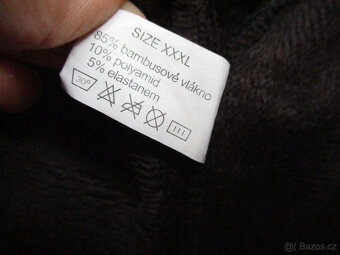 SIZE XXXL
85% bambusové vlákno
10% polyamid
5% elastanem
30°
Bazos.cz